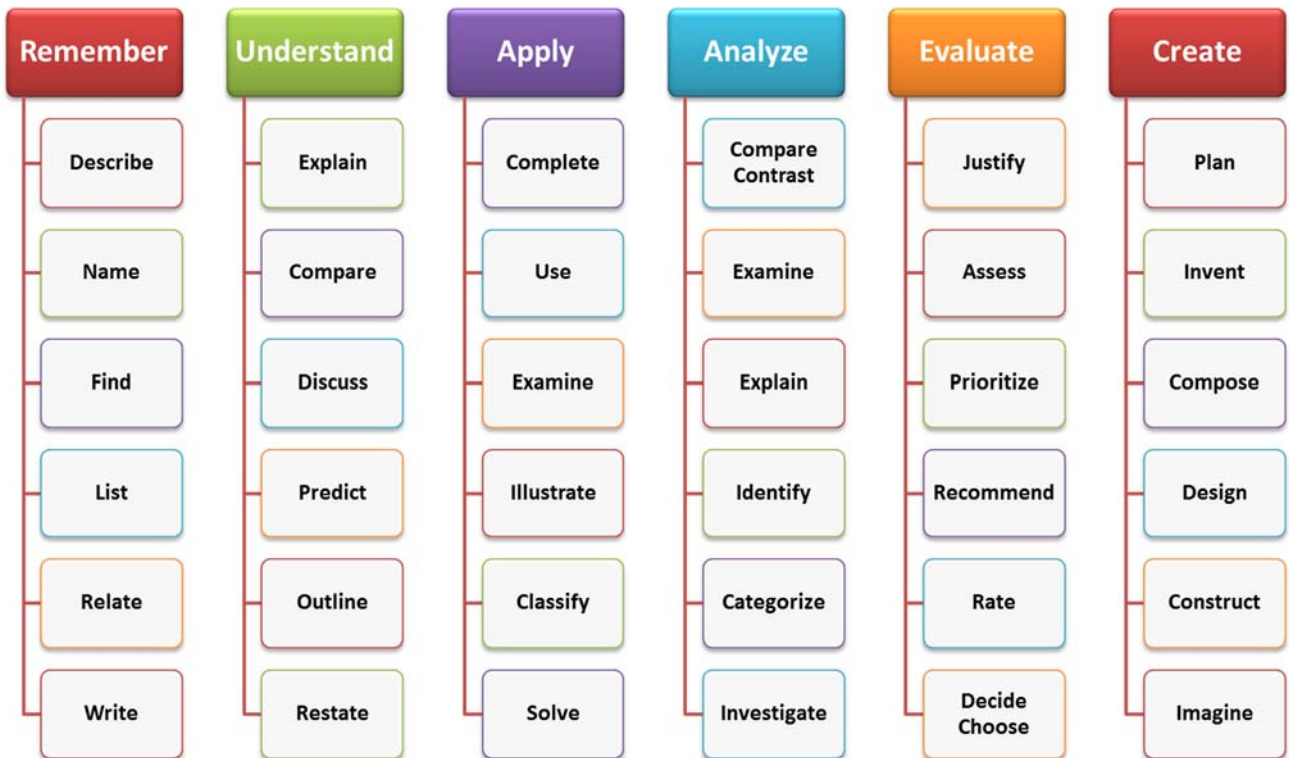 Remember
Describe
Name
Find
List
Relate
Write
Understand
Explain
Compare
Discuss
Predict
Outline
Restate
Apply
Complete
Use
Examine
Illustrate
Classify
Solve
Analyze
Compare
Contrast
Examine
Explain
Identify
Categorize
Investigate
Evaluate
Justify
Assess
Prioritize
Recommend
Rate
Decide
Choose
Create
Plan
Invent
Compose
Design
Construct
Imagine